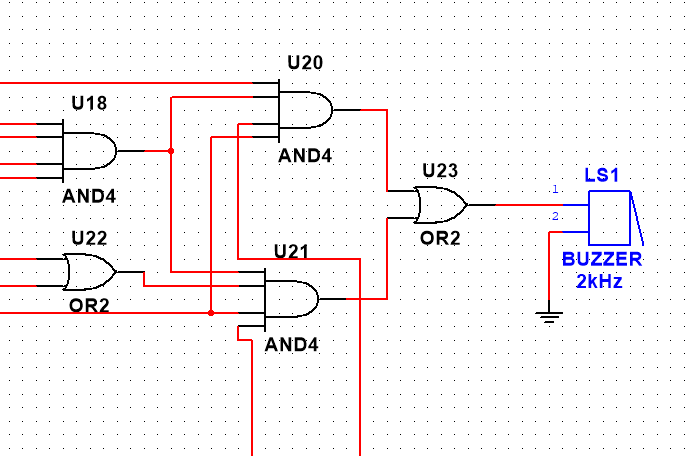 U20
U18
AND4
AND4
U23
OR2
LS1
1
2
BUZZER
2kHz
U22
OR2
U21
AND4